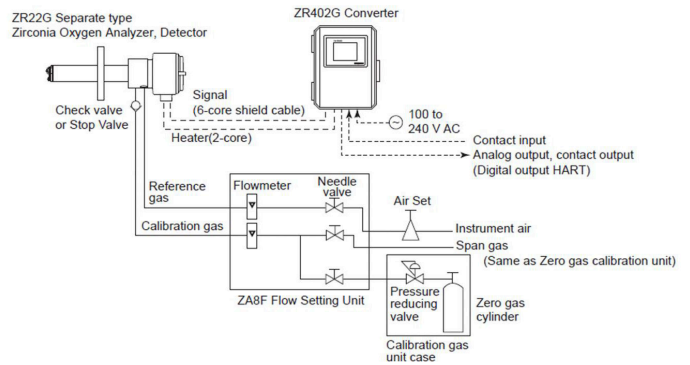 ZR22G Separate type
Zirconia Oxygen Analyzer, Detector
ZR402G Converter
Signal
(6-core shield cable)
Check valve
or Stop Valve
Heater(2-core)
100 to
240 V AC
Contact input
Analog output, contact output
(Digital output HART)
Reference
gas
Flowmeter
Needle
valve
Air Set
Calibration gas
Instrument air
Span gas
(Same as Zero gas calibration unit)
Pressure
reducing
valve
Zero gas
cylinder
ZA8F Flow Setting Unit
Calibration gas
unit case